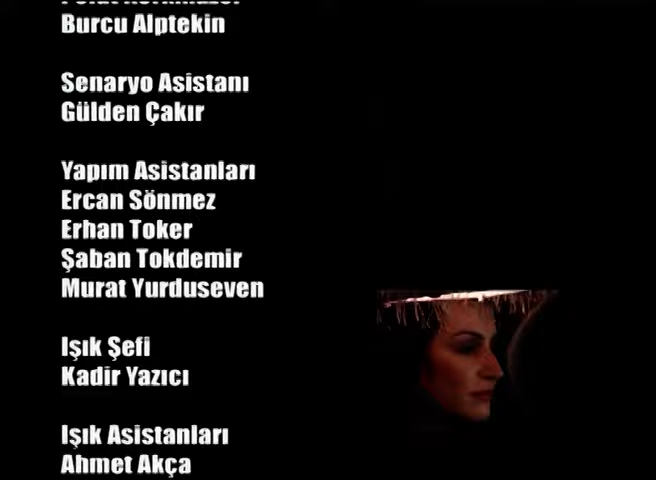 Burcu Alptekin
Senaryo Asistanı
Gülden Çakır
Yapım Asistanları
Ercan Sönmez
Erhan Toker
Şaban Tokdemir
Murat Yurduseven
Işık Şefi
Kadir Yazıcı
Işık Asistanları
Ahmet Akça